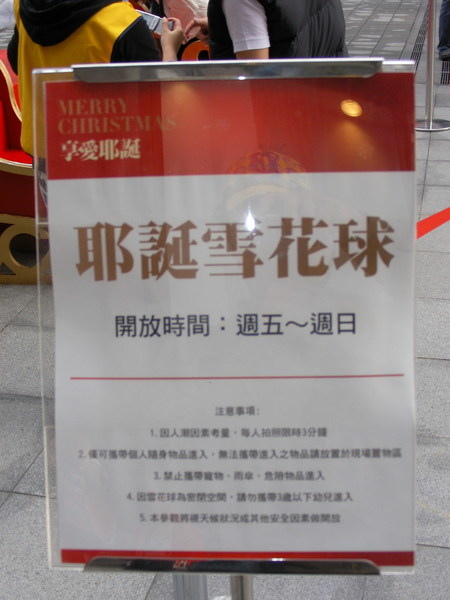 MERRY
CHRISTMAS
享愛耶誕
耶誕雪花球
開放時間：週五～週日
注意事項:
1. 因人潮因素考量，每人拍照限時3分鐘
2. 僅可攜帶個人隨身物品進入，無法攜帶進入之物品請放置於現場置物區
3. 禁止攜帶寵物、雨傘、危險物品進入
4. 因雪花球為密閉空間，請勿攜帶3歲以下幼兒進入
5. 本參觀將視天候狀況或其他安全因素做開放